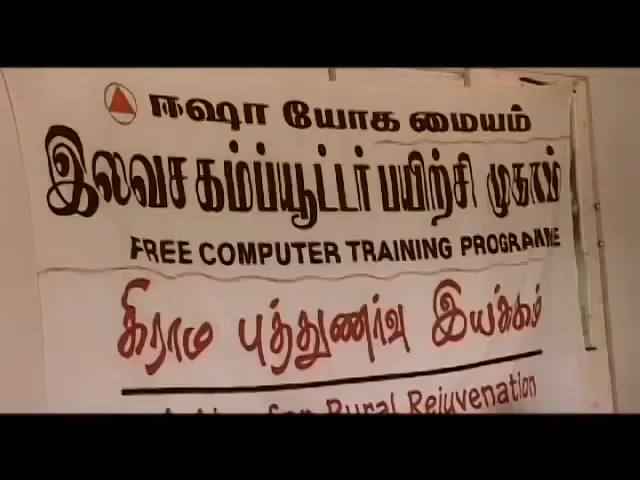 ஈஷா யோக மையம்
இலவச கம்ப்யூட்டர் பயிற்சி முகாம்
FREE COMPUTER TRAINING PROGRAMME
கிராம புத்துணர்வு இயக்கம்
for Rural Rejuvenation